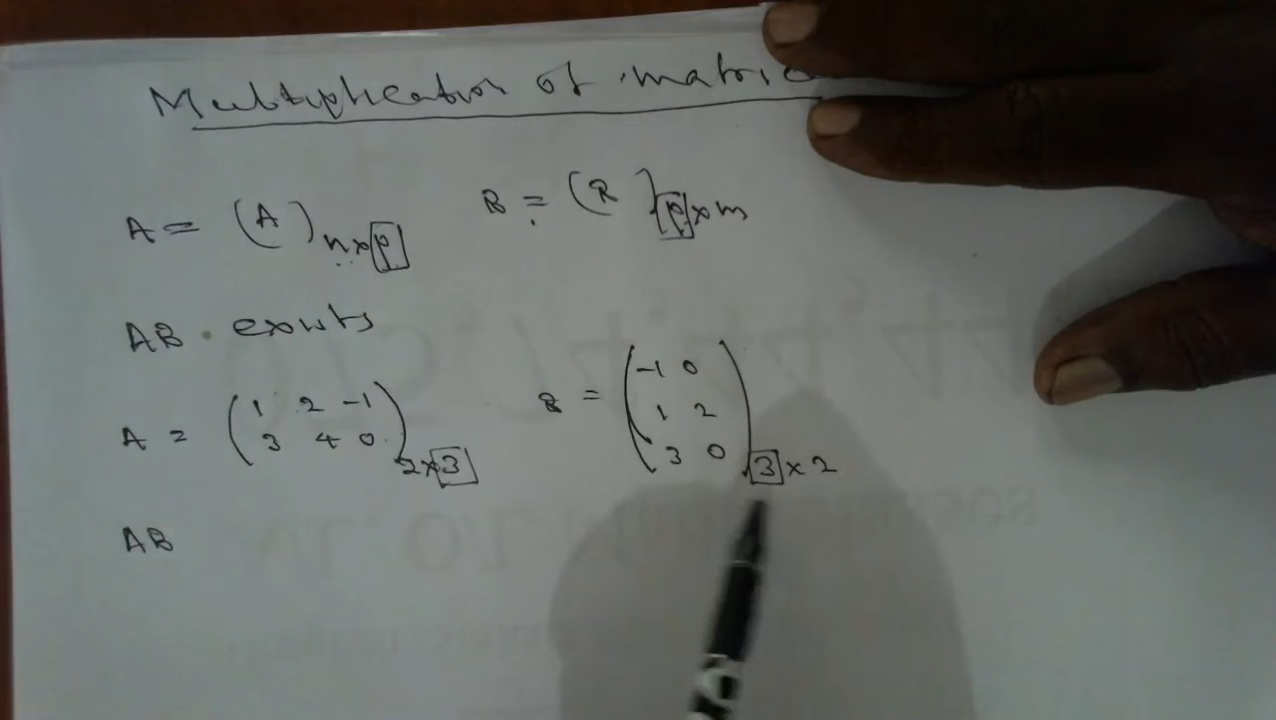 Multiplication of matric
A = (A) n×p B = (B) p×m
AB exists
A = (1 2 -1
3 4 0) 2×3
B = (-1 0
1 2
3 0) 3×2
AB